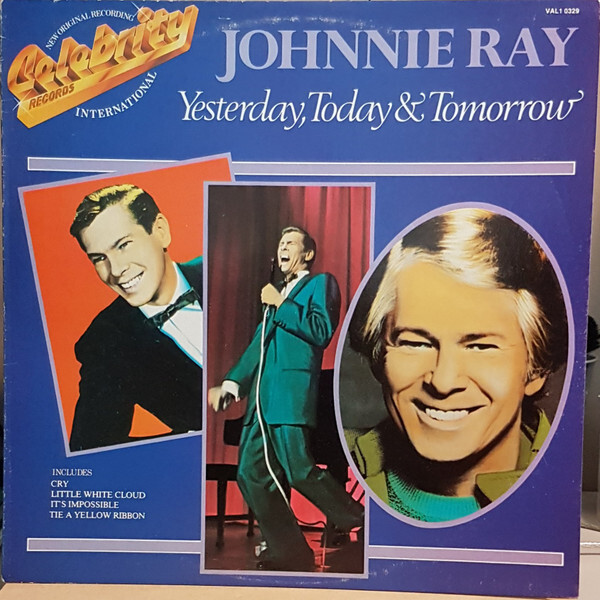 VAL1 0329
NEW ORIGINAL RECORDING
Celebrity
RECORDS
INTERNATIONAL
JOHNNIE RAY
Yesterday, Today & Tomorrow
INCLUDES
CRY
LITTLE WHITE CLOUD
IT'S IMPOSSIBLE
TIE A YELLOW RIBBON